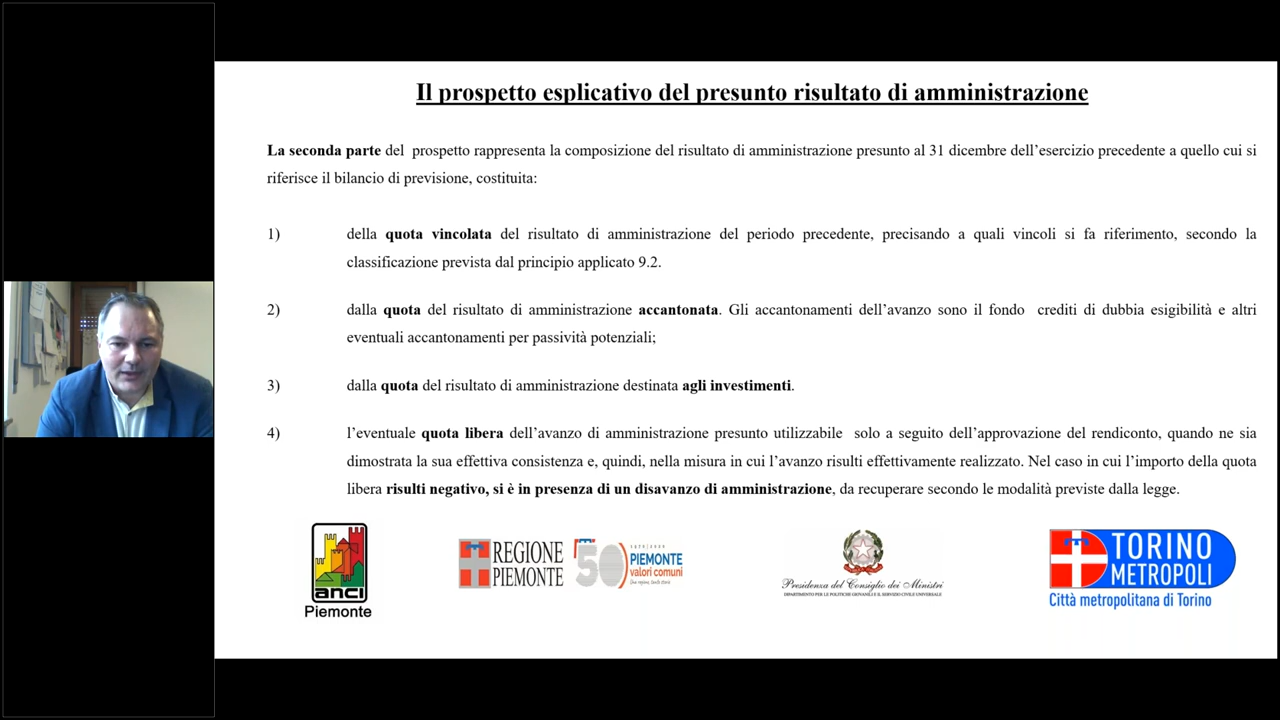 Il prospetto esplicativo del presunto risultato di amministrazione
La seconda parte del prospetto rappresenta la composizione del risultato di amministrazione presunto al 31 dicembre dell'esercizio precedente a quello cui si
riferisce il bilancio di previsione, costituita:
1) della quota vincolata del risultato di amministrazione del periodo precedente, precisando a quali vincoli si fa riferimento, secondo la
classificazione prevista dal principio applicato 9.2.
2) dalla quota del risultato di amministrazione accantonata. Gli accantonamenti dell'avanzo sono il fondo crediti di dubbia esigibilità e altri
eventuali accantonamenti per passività potenziali;
3) dalla quota del risultato di amministrazione destinata agli investimenti.
4) l'eventuale quota libera dell'avanzo di amministrazione presunto utilizzabile solo a seguito dell'approvazione del rendiconto, quando ne sia
dimostrata la sua effettiva consistenza e, quindi, nella misura in cui l'avanzo risulti effettivamente realizzato. Nel caso in cui l'importo della quota
libera risulti negativo, si è in presenza di un disavanzo di amministrazione, da recuperare secondo le modalità previste dalla legge.
anci
Piemonte
REGIONE
PIEMONTE
50
PIEMONTE
valori comuni
Presidenza del Consiglio dei Ministri
DIPARTIMENTO PER LE POLITICHE GIOVANILI E IL SERVIZIO CIVILE UNIVERSALE
TORINO
METROPOLI
Città metropolitana di Torino